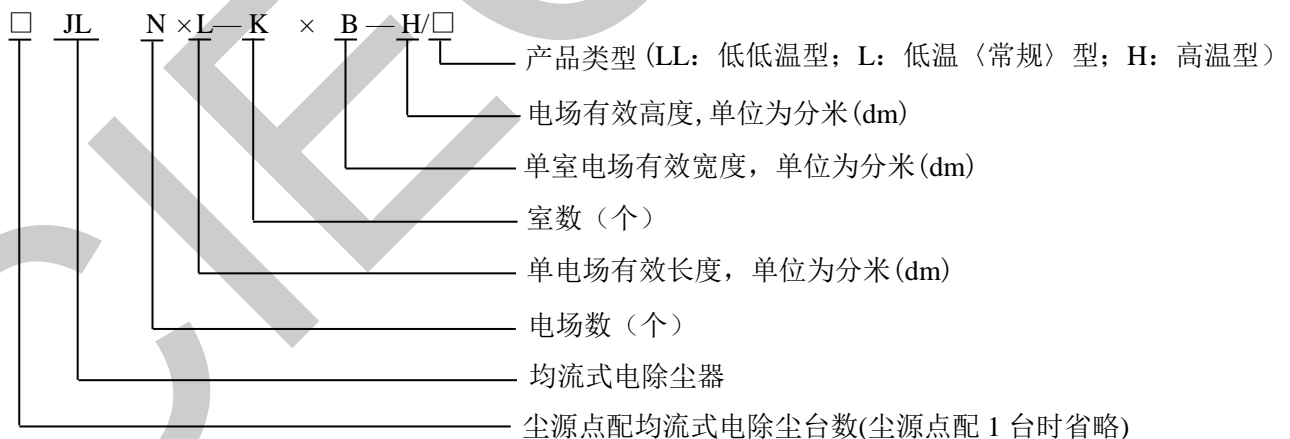 □ JL N×L—K × B—H/□
产品类型(LL：低低温型；L：低温〈常规〉型；H：高温型）
电场有效高度,单位为分米(dm)
单室电场有效宽度，单位为分米(dm)
室数（个）
单电场有效长度，单位为分米(dm)
电场数（个）
均流式电除尘器
尘源点配均流式电除尘台数(尘源点配 1 台时省略)